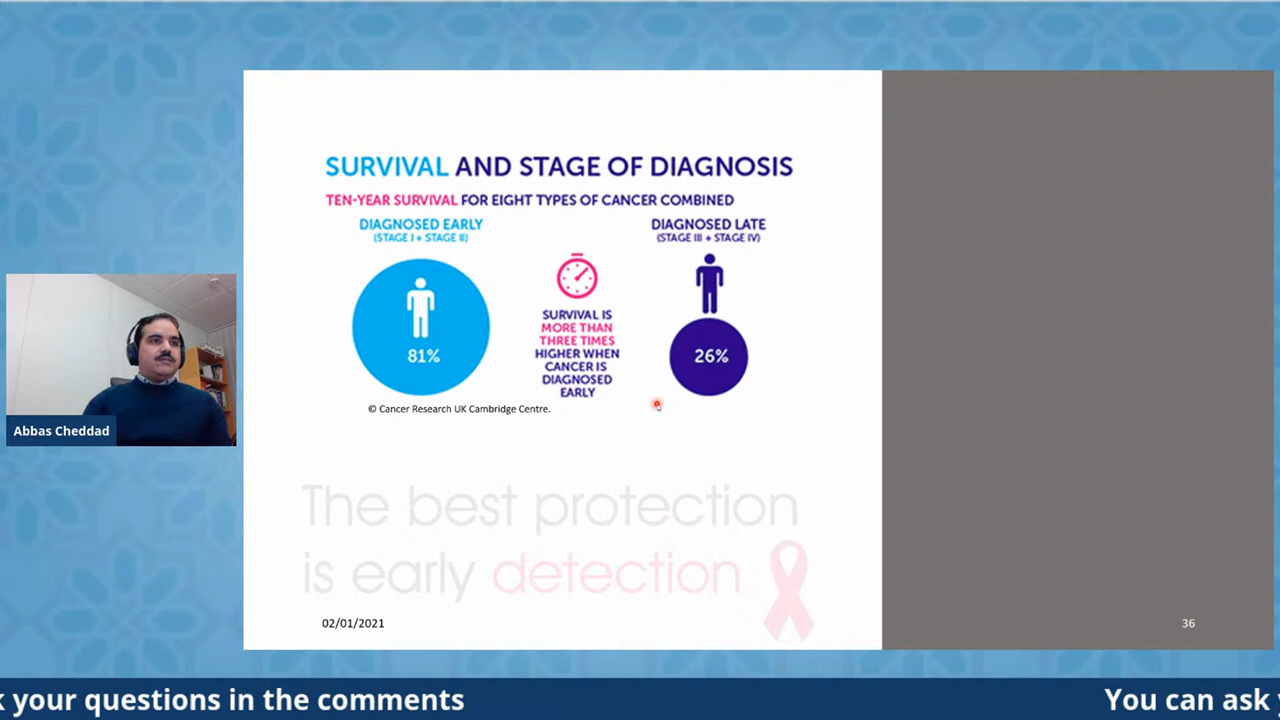 SURVIVAL AND STAGE OF DIAGNOSIS
TEN-YEAR SURVIVAL FOR EIGHT TYPES OF CANCER COMBINED
DIAGNOSED EARLY
(STAGE I + STAGE II)
81%
SURVIVAL IS
MORE THAN
THREE TIMES
HIGHER WHEN
CANCER IS
DIAGNOSED
EARLY
DIAGNOSED LATE
(STAGE III + STAGE IV)
26%
© Cancer Research UK Cambridge Centre.
The best protection
is early detection
02/01/2021
36
Abbas Cheddad
your questions in the comments
You can ask